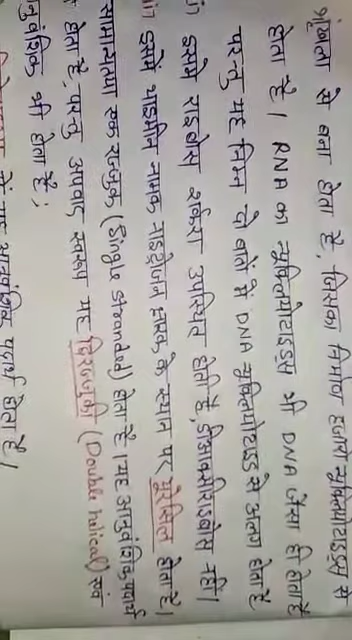 शृंखला से बना होता है, जिसका निर्माण हजारों न्युक्लियोटाइड्स से
होता है। RNA का न्युक्लियोटाइड्स भी DNA जैसा ही होता है
परन्तु यह निम्न दो बातों में DNA न्युक्लियोटाइड से अलग होता है
इसमें राइबोस शर्करा उपस्थित होती है, डीऑक्सीराइबोस नहीं।
इसमें थाइमीन नामक नाइट्रोजन क्षारक के स्थान पर यूरेसिल होता है।
सामान्यतया एक रज्जुक (Single stranded) होता है। यह आनुवंशिक पदार्थ
होता है, परन्तु अपवाद स्वरूप यह द्विरज्जुकी (Double helical) एवं
नुवंशिक भी होता है :
में यह आनुवंशिक पदार्थ होता है।